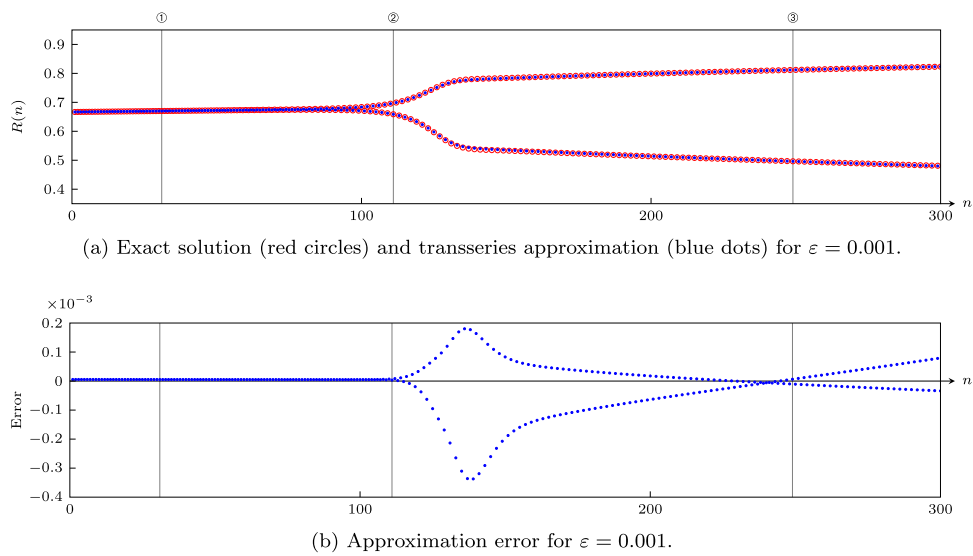 ① ② ③
0.9
0.8
0.7
0.6
0.5
0.4
R(n)
0 100 200 300 n
(a) Exact solution (red circles) and transseries approximation (blue dots) for ε = 0.001.
×10⁻³
0.2
0.1
0
−0.1
−0.2
−0.3
−0.4
Error
n
0 100 200 300
(b) Approximation error for ε = 0.001.